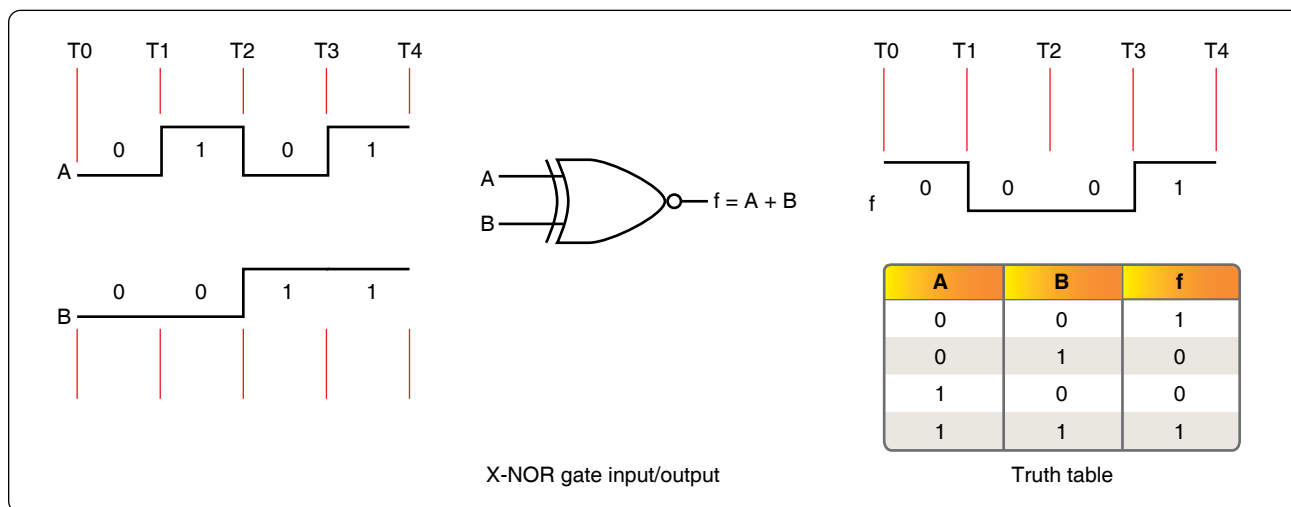 T0 T1 T2 T3 T4
0 1 0 1
A
0 0 1 1
B
A
B
f = A + B
X-NOR gate input/output
T0 T1 T2 T3 T4
0 0 0 1
f
A B f
0 0 1
0 1 0
1 0 0
1 1 1
Truth table